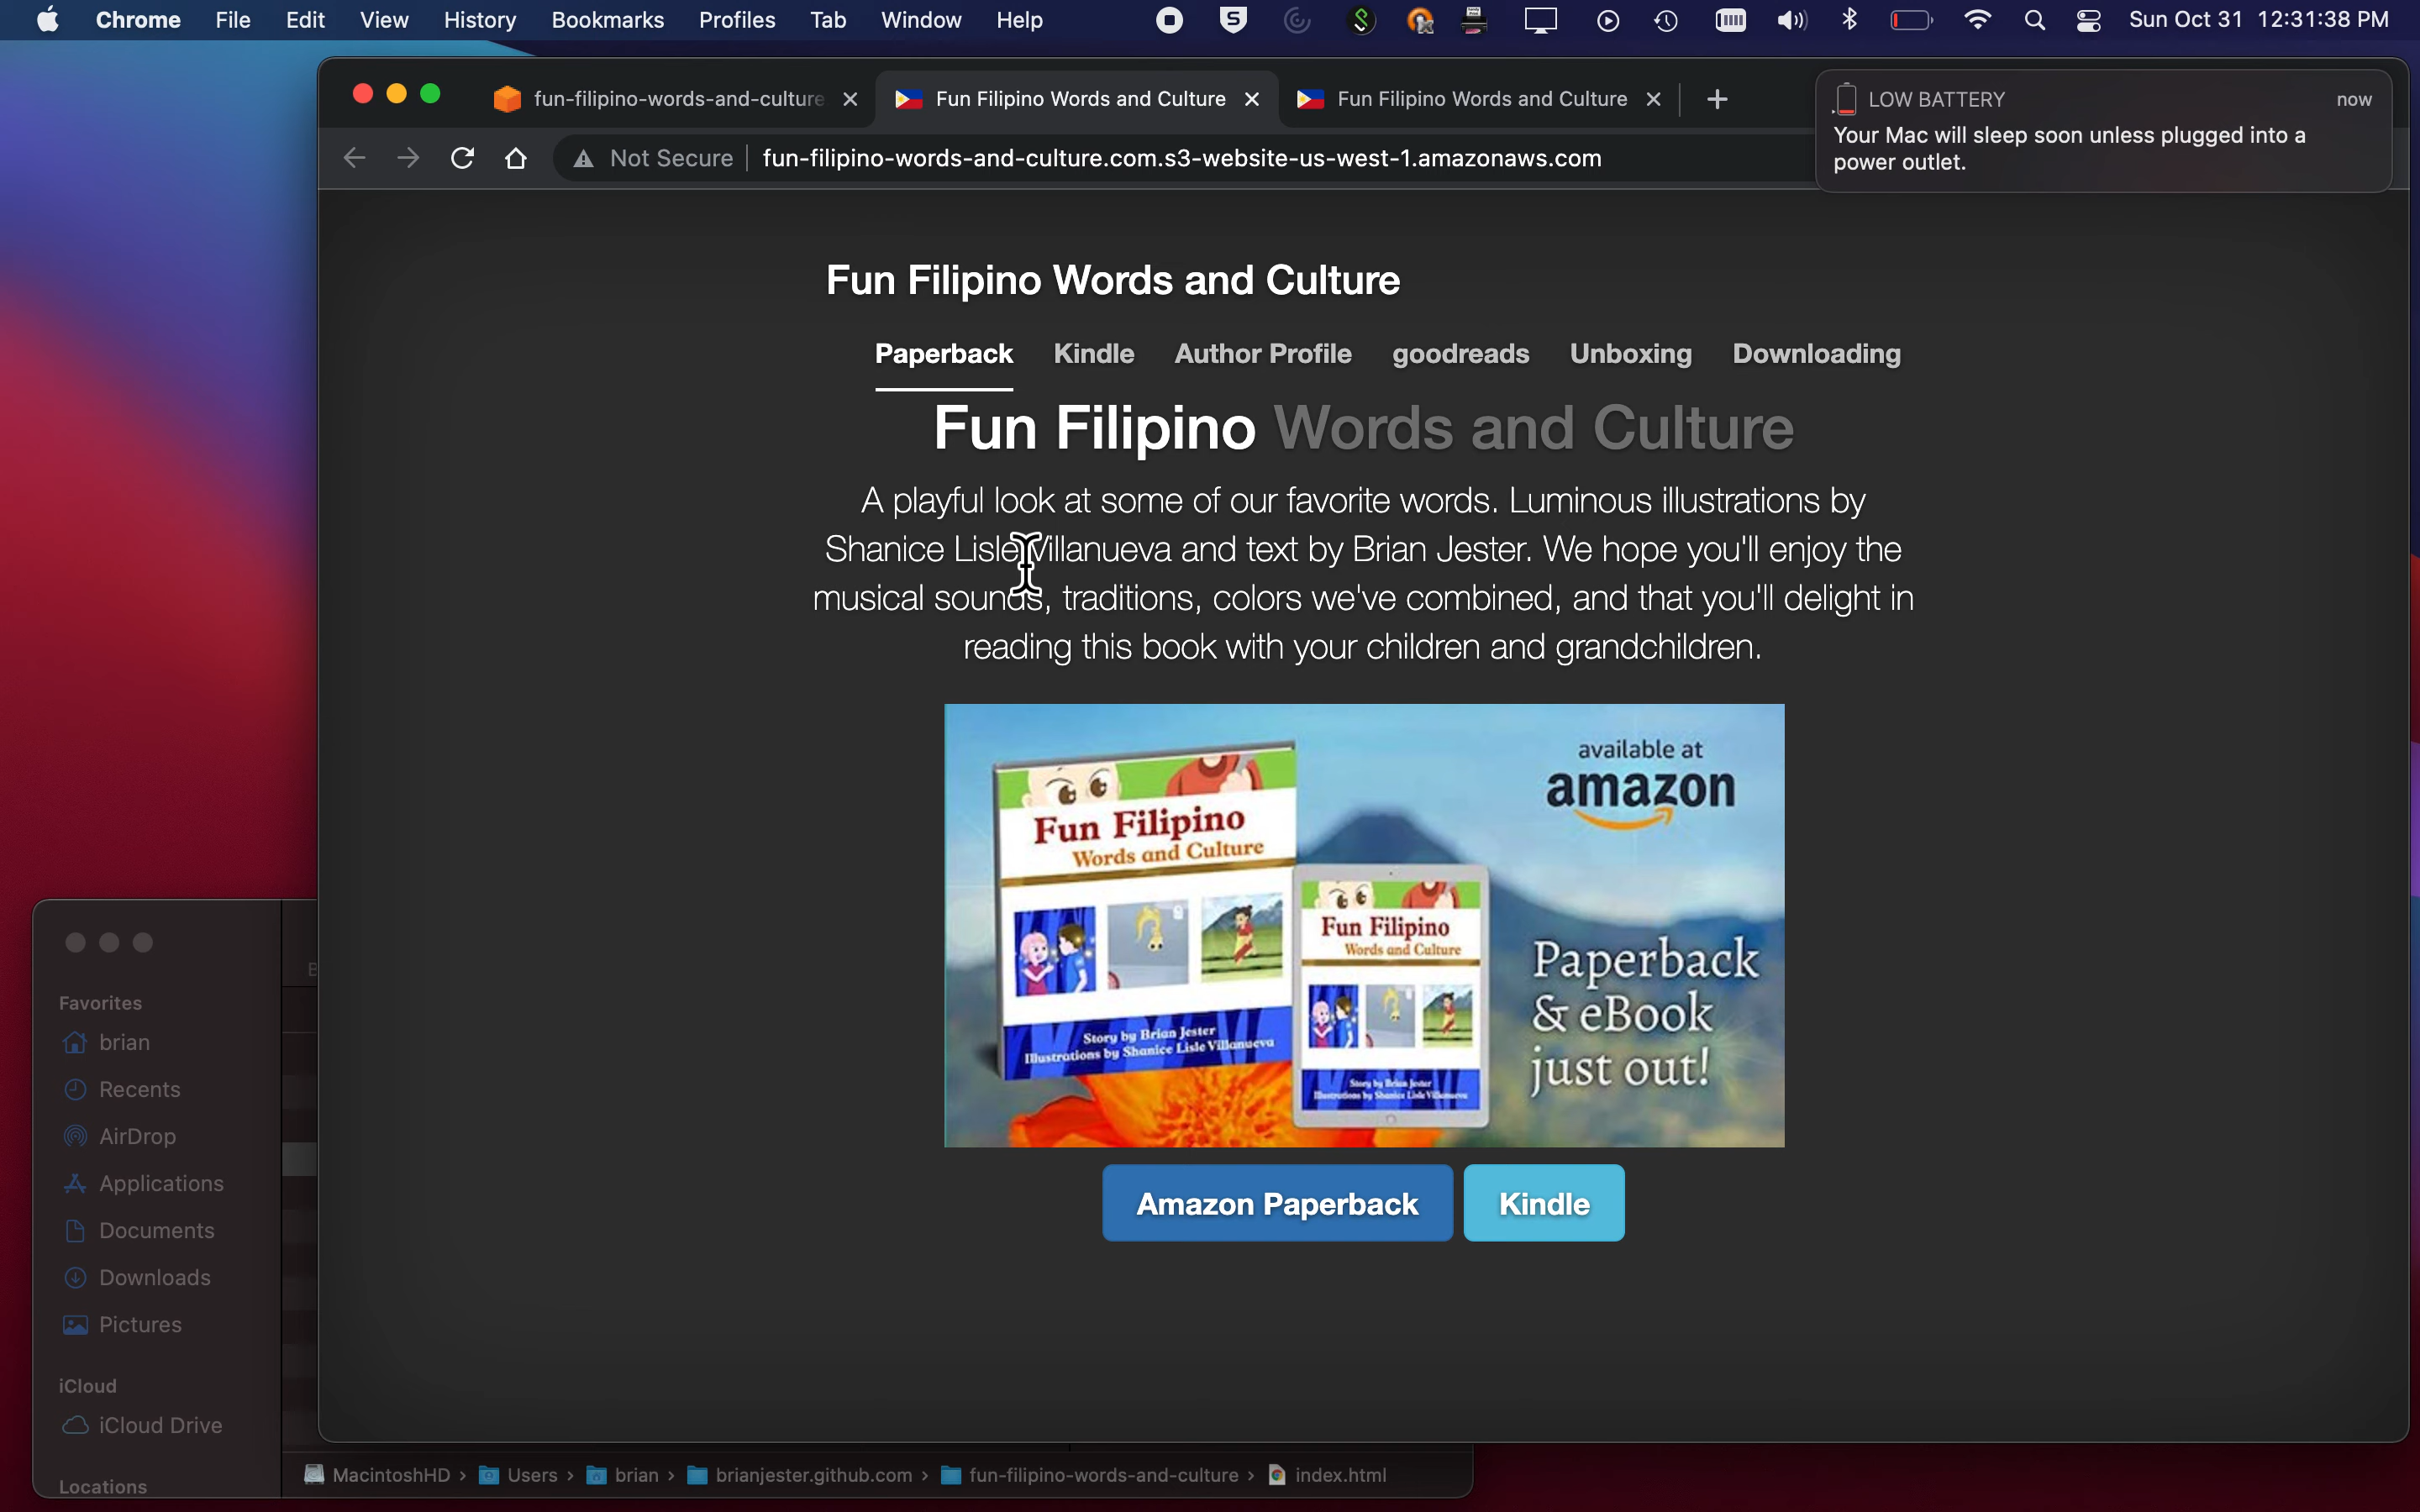 Chrome File Edit View History Bookmarks Profiles Tab Window Help Sun Oct 31 12:31:38 PM
fun-filipino-words-and-culture
Fun Filipino Words and Culture
Fun Filipino Words and Culture
LOW BATTERY now
Your Mac will sleep soon unless plugged into a
power outlet.
Not Secure fun-filipino-words-and-culture.com.s3-website-us-west-1.amazonaws.com
Fun Filipino Words and Culture
Paperback Kindle Author Profile goodreads Unboxing Downloading
Fun Filipino Words and Culture
A playful look at some of our favorite words. Luminous illustrations by
Shanice Lisle Villanueva and text by Brian Jester. We hope you'll enjoy the
musical sounds, traditions, colors we've combined, and that you'll delight in
reading this book with your children and grandchildren.
available at
amazon
Fun Filipino
Words and Culture
Story by Brian Jester
Illustrations by Shanice Lisle Villanueva
Fun Filipino
Words and Culture
Story by Brian Jester
Illustrations by Shanice Lisle Villanueva
Paperback
& eBook
just out!
Amazon Paperback
Kindle
Favorites
brian
Recents
AirDrop
Applications
Documents
Downloads
Pictures
iCloud
iCloud Drive
Locations
MacintoshHD › Users › brian › brianjester.github.com › fun-filipino-words-and-culture › index.html